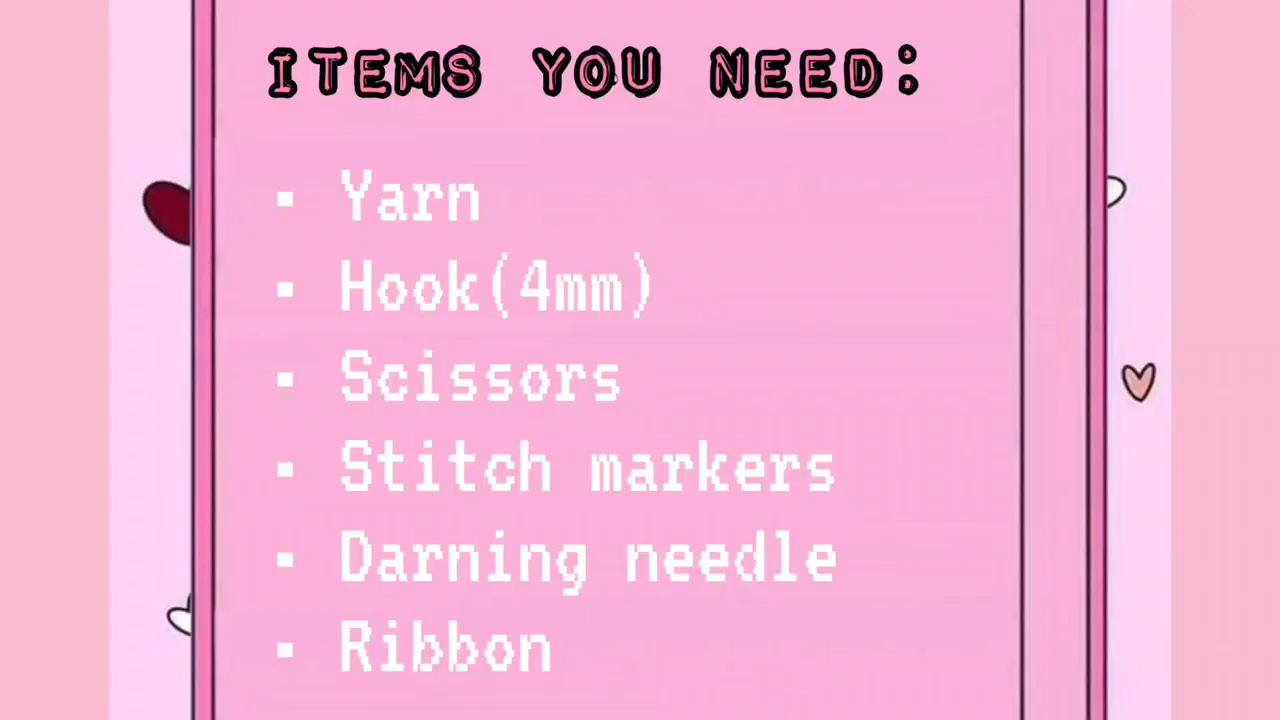 ITEMS YOU NEED:
▪ Yarn
▪ Hook(4mm)
▪ Scissors
▪ Stitch markers
▪ Darning needle
▪ Ribbon